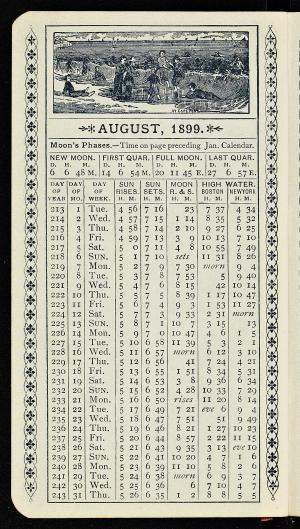 AUGUST, 1899.
Moon's Phases.—Time on page preceding Jan. Calendar.
NEW MOON. FIRST QUAR. FULL MOON. LAST QUAR.
D. H. M. D. H. M. D. H. M. D. H. M.
6 6 48 M. 14 6 54 M. 20 11 45 E. 27 6 57 E.
DAY DAY DAY SUN SUN MOON HIGH WATER.
OF OF OF RISES. SETS. R. & S. BOSTON NEW YORK
YEAR MO. WEEK. H. M. H. M. H. M. H. M. H. M.
213 1 Tue. 4 56 7 16 23 7 37 4 34
214 2 Wed. 4 57 7 15 1 14 8 35 5 32
215 3 Thu. 4 58 7 14 2 10 9 27 6 25
216 4 Fri. 4 59 7 13 3 9 10 13 7 10
217 5 Sat. 5 0 7 11 4 8 10 55 7 49
218 6 SUN. 5 1 7 10 sets 11 31 8 26
219 7 Mon. 5 2 7 9 7 30 morn 9 4
220 8 Tue. 5 3 7 8 7 53 5 9 40
221 9 Wed. 5 4 7 6 8 15 42 10 14
222 10 Thu. 5 5 7 5 8 39 1 17 10 47
223 11 Fri. 5 6 7 4 9 3 1 53 11 27
224 12 Sat. 5 7 7 3 9 33 2 31 morn
225 13 SUN. 5 8 7 1 10 7 3 15 13
226 14 Mon. 5 9 7 0 10 47 4 6 1 5
227 15 Tue. 5 10 6 58 11 39 5 3 2 1
228 16 Wed. 5 11 6 57 morn 6 12 3 10
229 17 Thu. 5 12 6 56 41 7 24 4 21
230 18 Fri. 5 13 6 55 1 51 8 34 5 31
231 19 Sat. 5 14 6 53 3 8 9 36 6 34
232 20 SUN. 5 15 6 52 4 28 10 33 7 29
233 21 Mon. 5 16 6 50 rises 11 20 8 14
234 22 Tue. 5 17 6 49 7 21 eve 6 9 4
235 23 Wed. 5 18 6 47 7 51 51 9 49
236 24 Thu. 5 19 6 46 8 21 1 37 10 23
237 25 Fri. 5 20 6 44 8 57 2 22 11 15
238 26 Sat. 5 21 6 43 9 35 3 13 eve 10
239 27 SUN. 5 22 6 41 10 20 4 7 1 6
240 28 Mon. 5 23 6 39 11 10 5 8 2 6
241 29 Tue. 5 24 6 38 morn 6 9 3 7
242 30 Wed. 5 25 6 36 6 7 10 4 7
243 31 Thu. 5 26 6 35 1 2 8 8 5 5